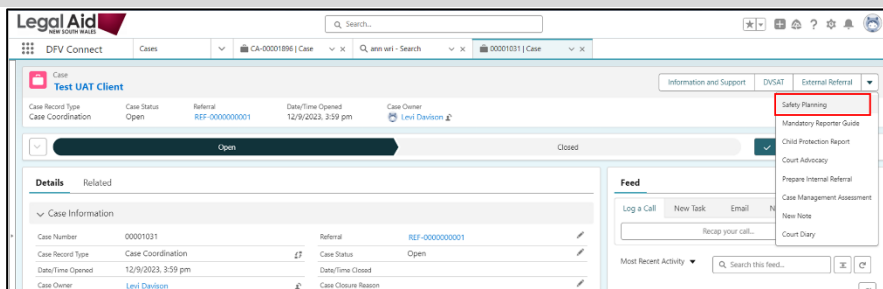 Legal Aid
NEW SOUTH WALES
Search...
DFV Connect
Cases
CA-00001896 | Case
ann wri - Search
00001031 | Case
Case
Test UAT Client
Information and Support
DVSAT
External Referral
Case Record Type
Case Coordination
Case Status
Open
Referral
REF-0000000001
Date/Time Opened
12/9/2023, 3:59 pm
Case Owner
Levi Davison
Safety Planning
Mandatory Reporter Guide
Child Protection Report
Court Advocacy
Prepare Internal Referral
Case Management Assessment
New Note
Court Diary
Open
Closed
Details
Related
Case Information
Case Number
00001031
Referral
REF-0000000001
Case Record Type
Case Coordination
Case Status
Open
Date/Time Opened
12/9/2023, 3:59 pm
Date/Time Closed
Case Owner
Levi Davison
Case Closure Reason
Feed
Log a Call
New Task
Email
N
Recap your call...
Most Recent Activity
Search this feed...